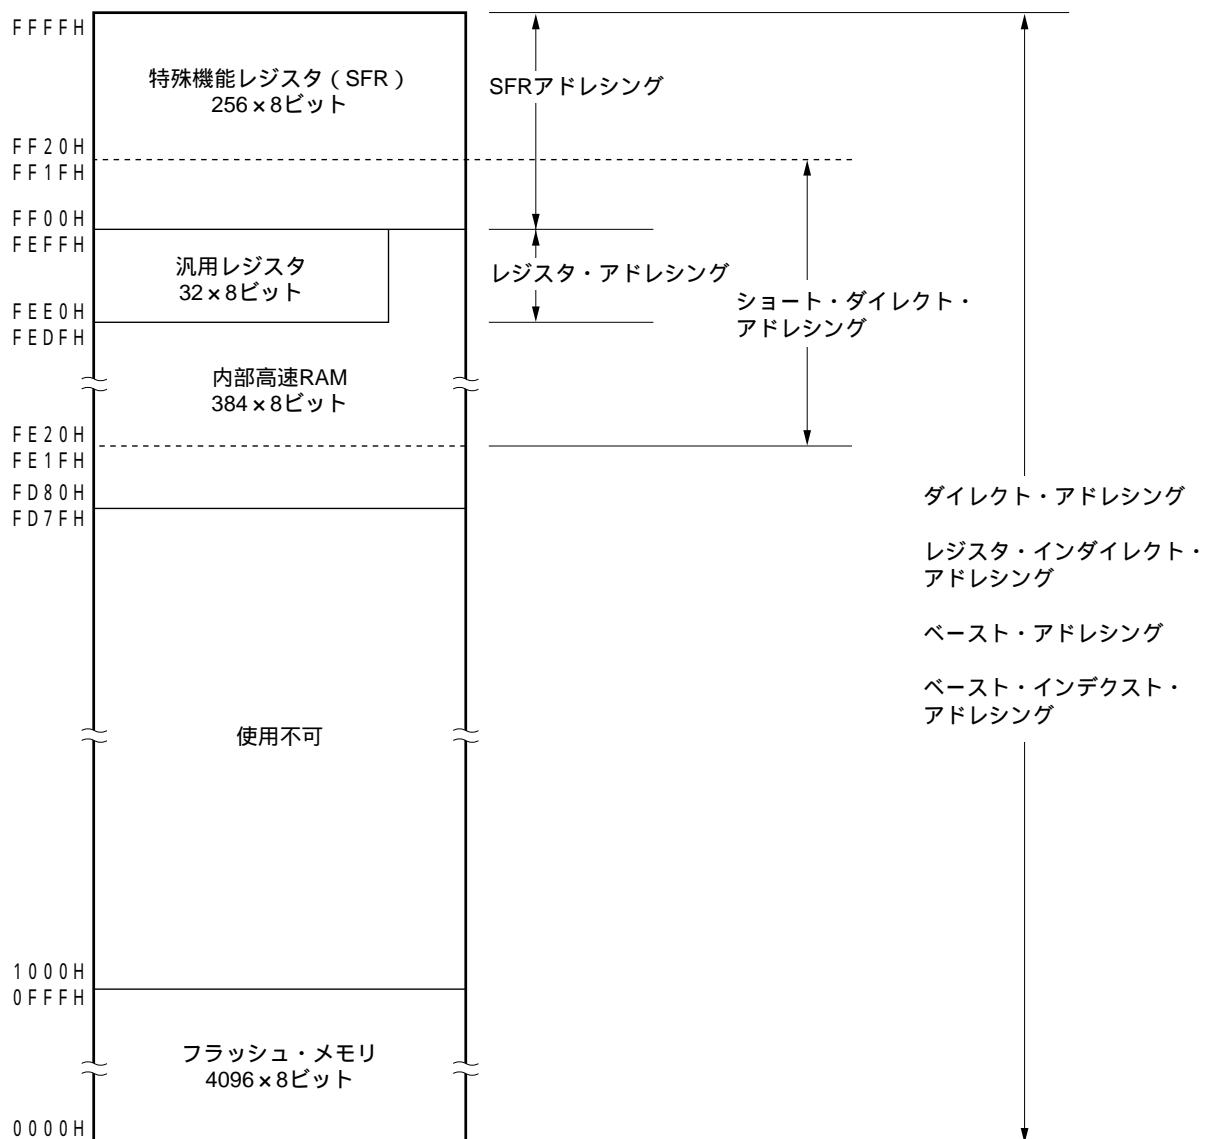 FFFFH
特殊機能レジスタ（SFR）
256×8ビット
SFRアドレシング
FF20H
FF1FH
FF00H
FEFFH
汎用レジスタ
32×8ビット
レジスタ・アドレシング
ショート・ダイレクト・
アドレシング
FEE0H
FEDFH
内部高速RAM
384×8ビット
FE20H
FE1FH
FD80H
FD7FH
ダイレクト・アドレシング
レジスタ・インダイレクト・
アドレシング
ベースト・アドレシング
ベースト・インデクスト・
アドレシング
使用不可
1000H
0FFFH
フラッシュ・メモリ
4096×8ビット
0000H